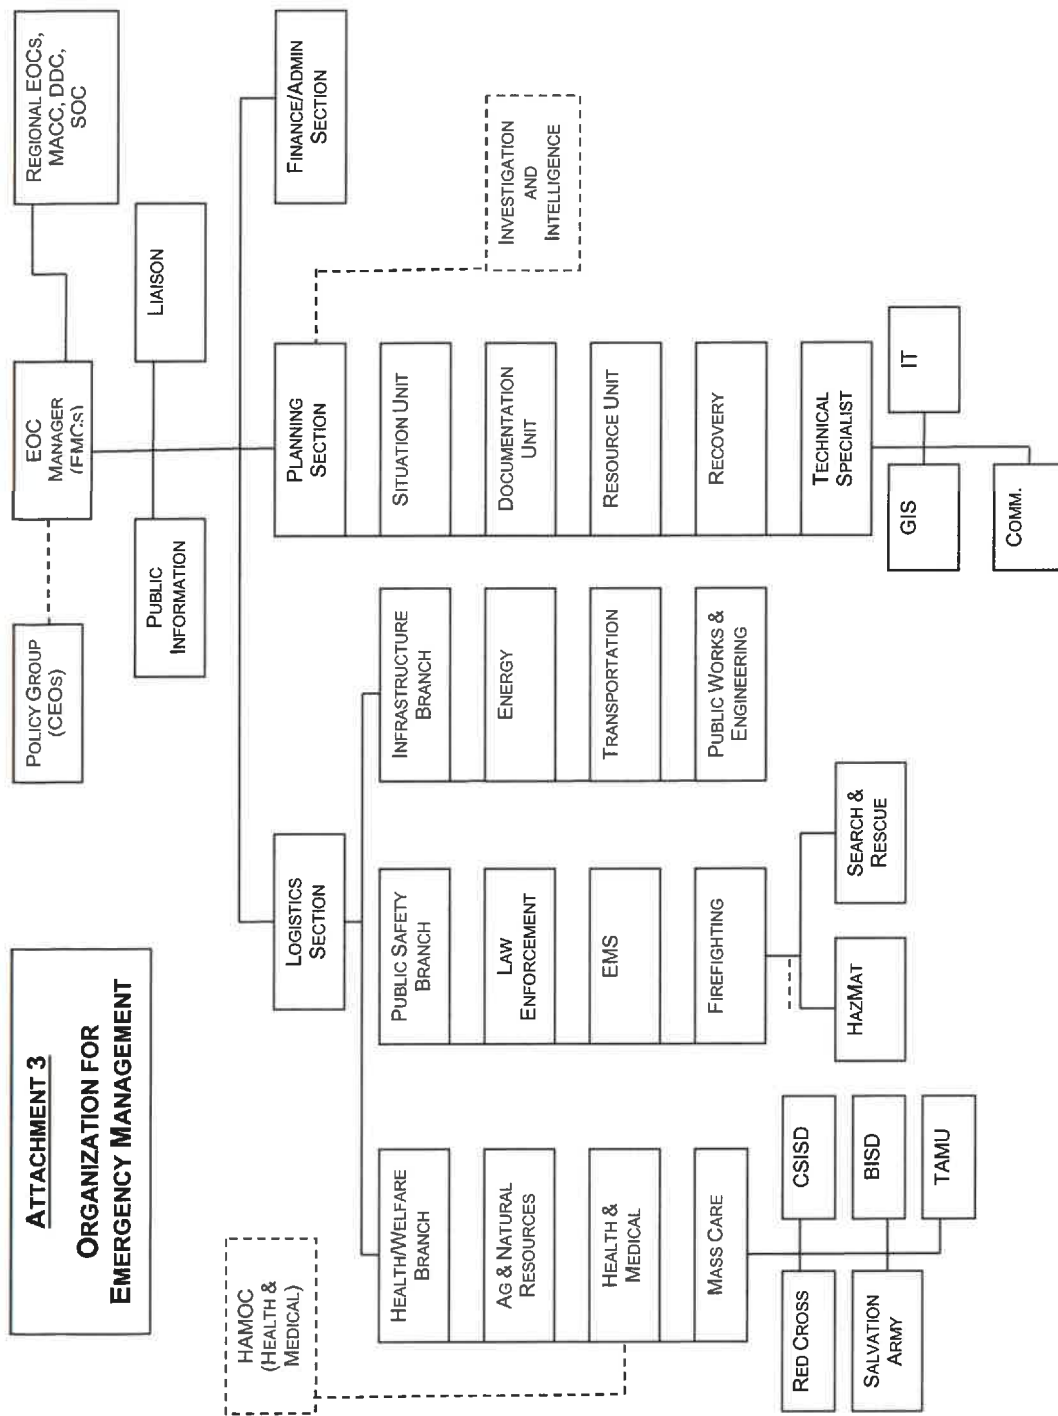 ATTACHMENT 3
ORGANIZATION FOR
EMERGENCY MANAGEMENT
POLICY GROUP
(CEOS)
EOC
MANAGER
(EMCS)
REGIONAL EOCS,
MACC, DDC,
SOC
PUBLIC
INFORMATION
LIAISON
HAMOC
(HEALTH &
MEDICAL)
LOGISTICS
SECTION
PLANNING
SECTION
FINANCE/ADMIN
SECTION
HEALTH/WELFARE
BRANCH
PUBLIC SAFETY
BRANCH
INFRASTRUCTURE
BRANCH
SITUATION UNIT
AG & NATURAL
RESOURCES
LAW
ENFORCEMENT
ENERGY
DOCUMENTATION
UNIT
INVESTIGATION
AND
INTELLIGENCE
HEALTH &
MEDICAL
EMS
TRANSPORTATION
RESOURCE UNIT
MASS CARE
FIREFIGHTING
PUBLIC WORKS &
ENGINEERING
RECOVERY
RED CROSS
CSISD
HAZMAT
SEARCH &
RESCUE
TECHNICAL
SPECIALIST
SALVATION
ARMY
BISD
GIS
IT
TAMU
COMM.